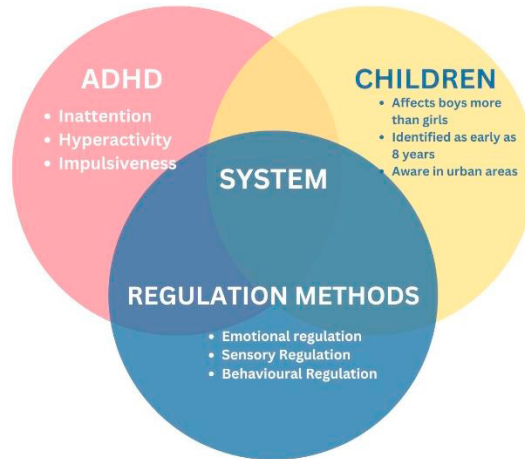 ADHD
• Inattention
• Hyperactivity
• Impulsiveness
CHILDREN
• Affects boys more
than girls
• Identified as early as
8 years
• Aware in urban areas
SYSTEM
REGULATION METHODS
• Emotional regulation
• Sensory Regulation
• Behavioural Regulation